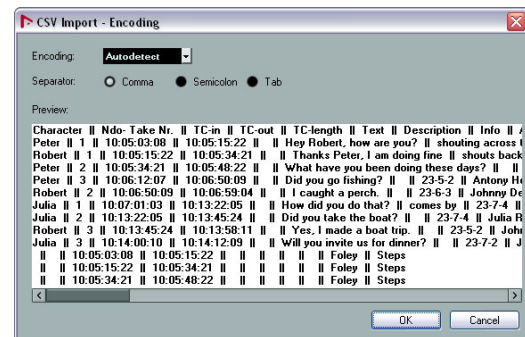 CSV Import - Encoding
Encoding: Autodetect
Separator: Comma Semicolon Tab
Preview:
Character || Ndo- Take Nr. || TC-in || TC-out || TC-length || Text || Description || Info ||
Peter || 1 || 10:05:03:08 || 10:05:15:22 || || Hey Robert, how are you? || shouting across
Robert || 1 || 10:05:15:22 || 10:05:34:21 || || Thanks Peter, I am doing fine || shouts back
Peter || 2 || 10:05:34:21 || 10:05:48:22 || || What have you been doing these days? || ||
Peter || 3 || 10:06:12:07 || 10:06:50:09 || || Did you go fishing? || || 23-5-2 || Antony
Robert || 2 || 10:06:50:09 || 10:06:59:04 || || I caught a perch. || || 23-6-3 || Johnny
Julia || 1 || 10:07:01:03 || 10:13:22:05 || || How did you do that? || comes by || 23-7-4 ||
Julia || 2 || 10:13:22:05 || 10:13:45:24 || || Did you take the boat? || || 23-7-4 || Julia
Robert || 3 || 10:13:45:24 || 10:13:58:11 || || Yes, I made a boat trip. || || 23-5-2 ||
Julia || 3 || 10:14:00:10 || 10:14:12:09 || || Will you invite us for dinner? || || 23-7-2 ||
|| || 10:05:03:08 || 10:05:15:22 || || || || || Foley || Steps
|| || 10:05:15:22 || 10:05:34:21 || || || || || Foley || Steps
|| || 10:05:34:21 || 10:05:48:22 || || || || || Foley || Steps
OK Cancel